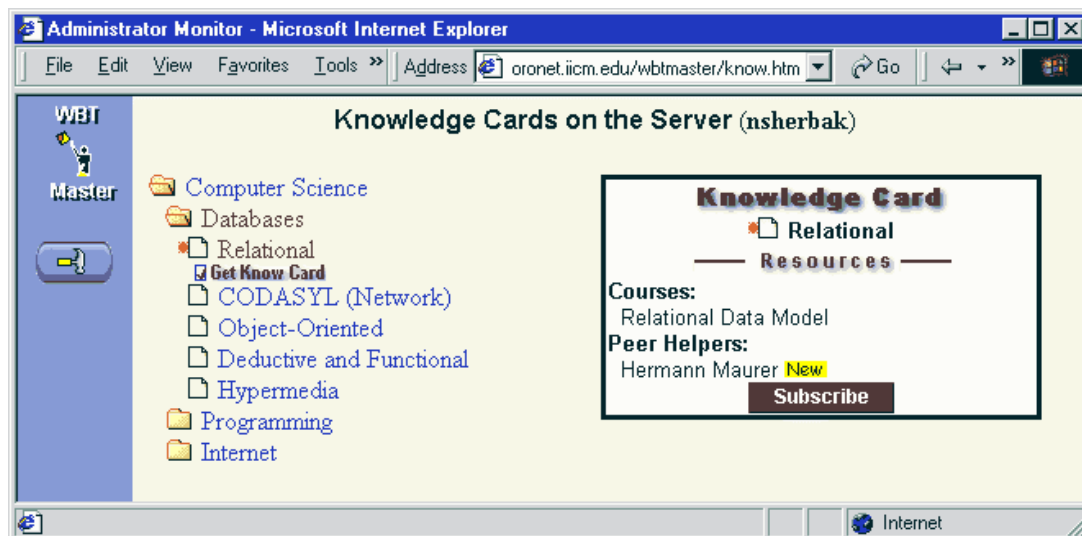 Administrator Monitor - Microsoft Internet Explorer
File Edit View Favorites Tools » Address oronet.iicm.edu/wbtmaster/know.htm Go »
WBT
Master
Knowledge Cards on the Server (nsherbak)
Computer Science
Databases
Relational
Get Know Card
CODASYL (Network)
Object-Oriented
Deductive and Functional
Hypermedia
Programming
Internet
Knowledge Card
Relational
Resources
Courses:
Relational Data Model
Peer Helpers:
Hermann Maurer New
Subscribe
Internet